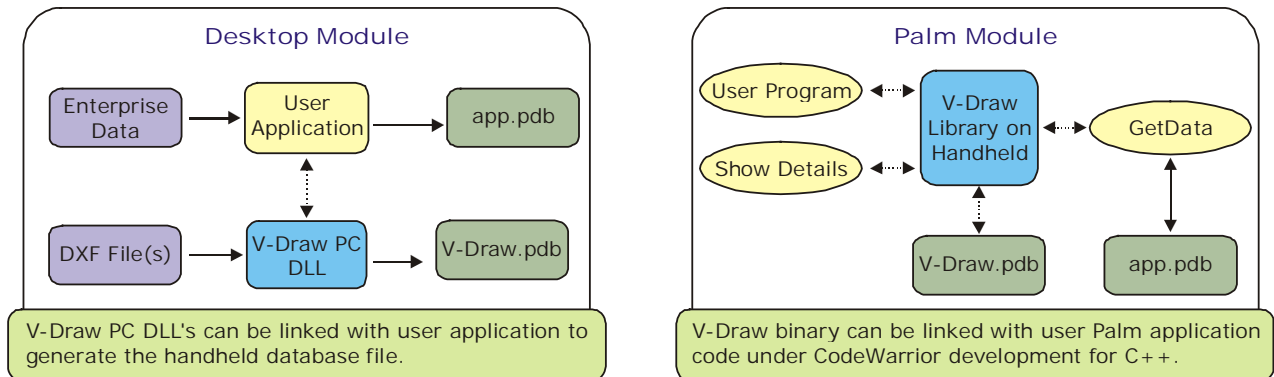 Desktop Module
Enterprise
Data
User
Application
app.pdb
DXF File(s)
V-Draw PC
DLL
V-Draw.pdb
V-Draw PC DLL's can be linked with user application to
generate the handheld database file.
Palm Module
User Program
Show Details
V-Draw
Library on
Handheld
GetData
V-Draw.pdb
app.pdb
V-Draw binary can be linked with user Palm application
code under CodeWarrior development for C++.